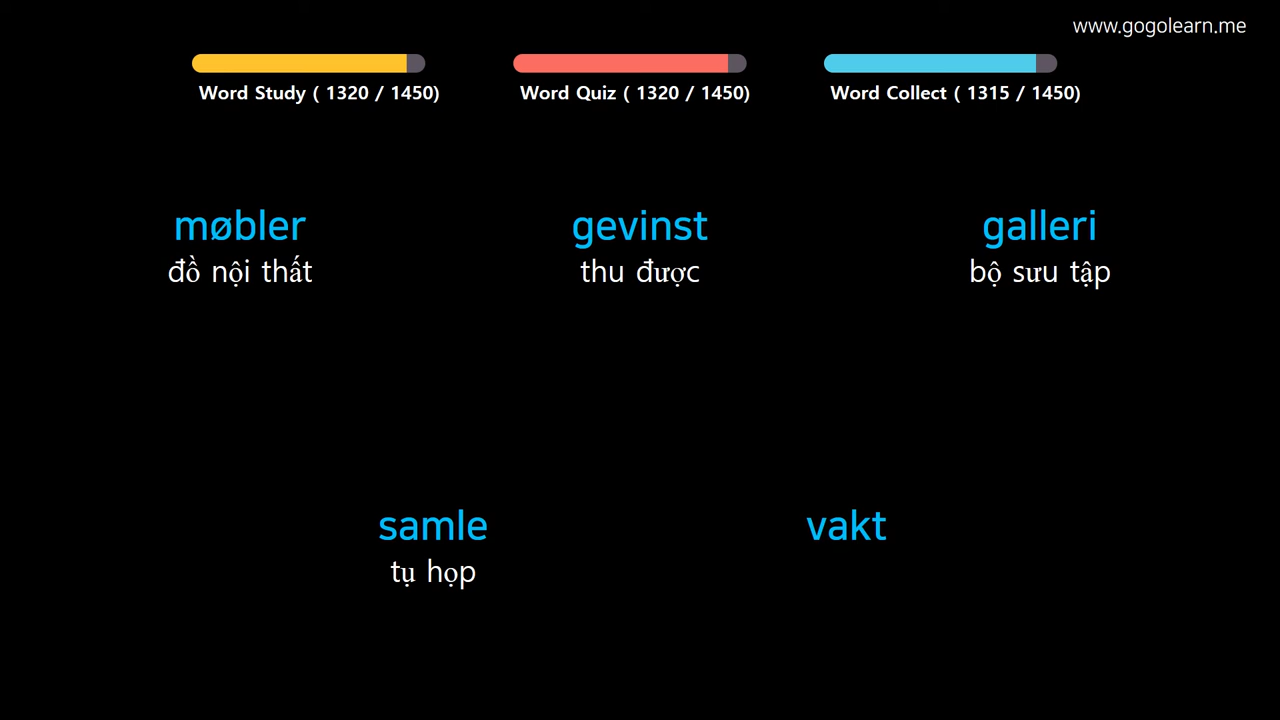 www.gogolearn.me
Word Study ( 1320 / 1450)
Word Quiz ( 1320 / 1450)
Word Collect ( 1315 / 1450)
møbler
đồ nội thất
gevinst
thu được
galleri
bộ sưu tập
samle
tụ họp
vakt